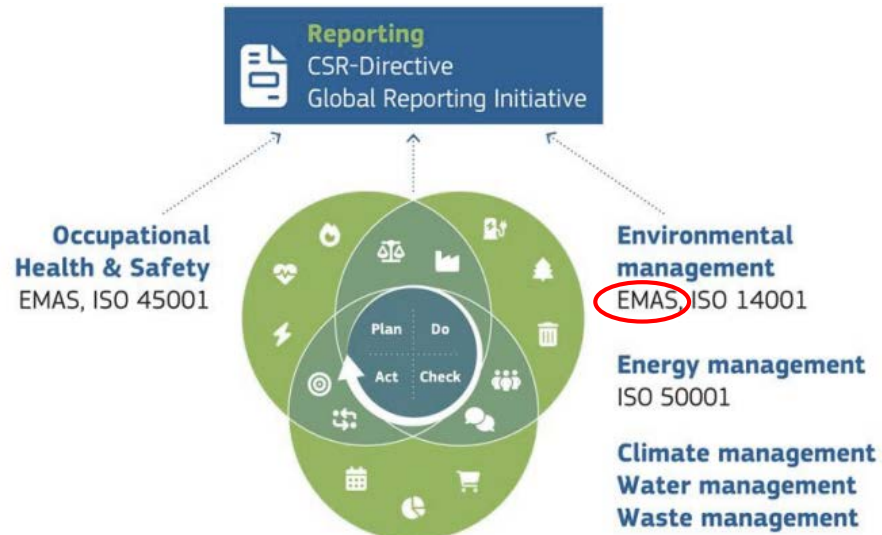 Reporting
CSR-Directive
Global Reporting Initiative
Occupational
Health & Safety
EMAS, ISO 45001
Plan
Do
Act
Check
Environmental
management
EMAS, ISO 14001
Energy management
ISO 50001
Climate management
Water management
Waste management